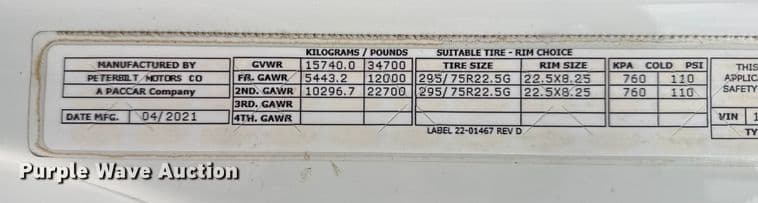 KILOGRAMS / POUNDS SUITABLE TIRE - RIM CHOICE
MANUFACTURED BY GVWR 15740.0 34700 TIRE SIZE RIM SIZE KPA COLD PSI THIS
PETERBILT MOTORS CO FR. GAWR 5443.2 12000 295/75R22.5G 22.5X8.25 760 110 APPLIC
A PACCAR Company 2ND. GAWR 10296.7 22700 295/75R22.5G 22.5X8.25 760 110 SAFETY
3RD. GAWR
DATE MFG. 04/2021 4TH. GAWR VIN 1
LABEL 22-01467 REV D TY
Purple Wave Auction